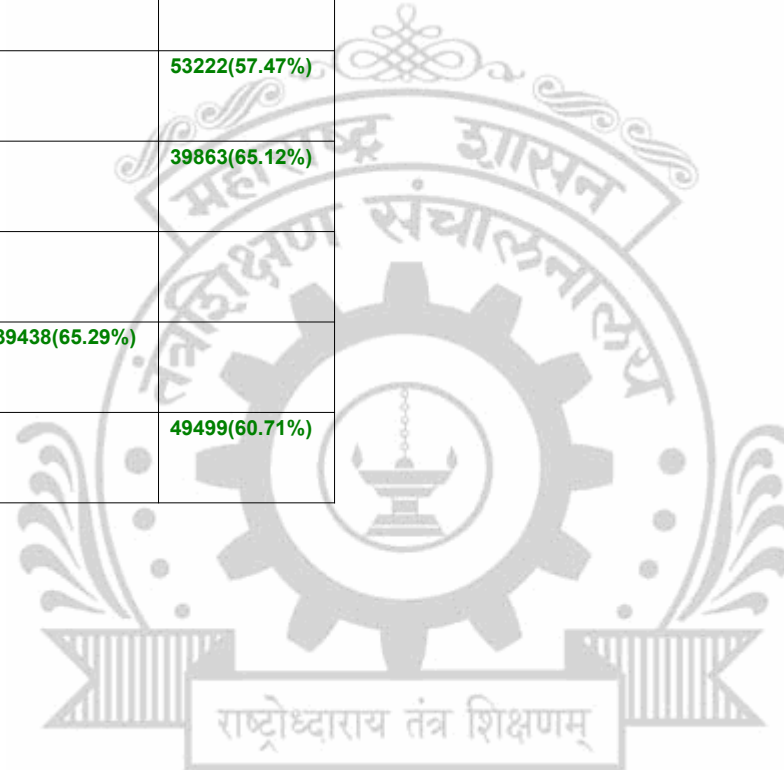 53222(57.47%)
39863(65.12%)
39438(65.29%)
49499(60.71%)
महाराष्ट्र शासन
तंत्रशिक्षण संचालनालय
राष्ट्रोध्दाराय तंत्र शिक्षणम्